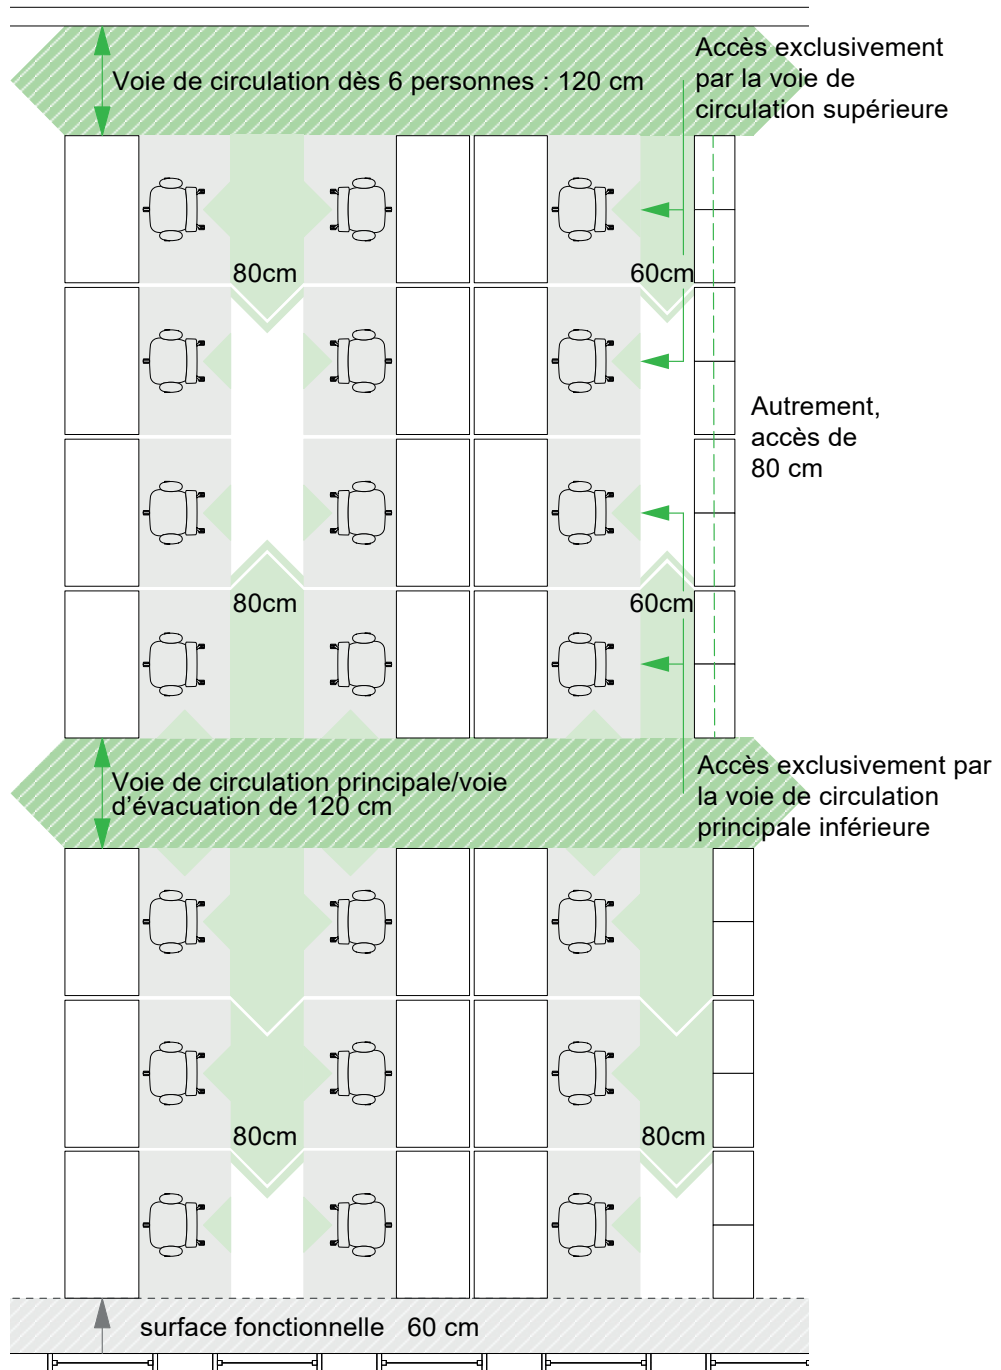 Accès exclusivement
par la voie de
circulation supérieure
Voie de circulation dès 6 personnes : 120 cm
80cm
60cm
Autrement,
accès de
80 cm
80cm
60cm
Voie de circulation principale/voie
d'évacuation de 120 cm
Accès exclusivement par
la voie de circulation
principale inférieure
80cm
80cm
surface fonctionnelle 60 cm